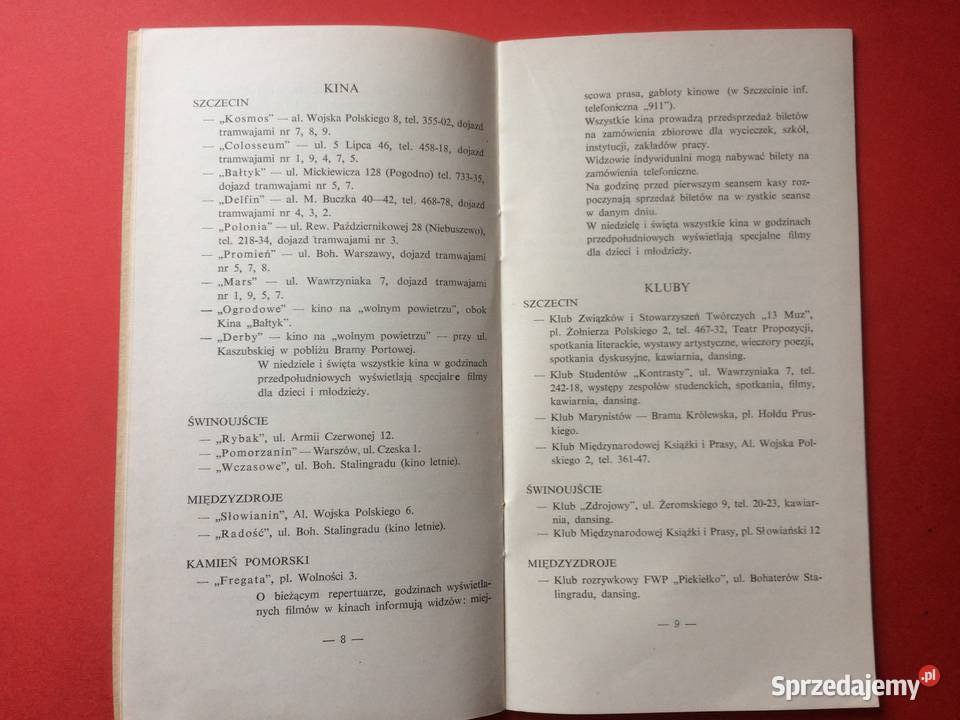 KINA
SZCZECIN
— „Kosmos" — al. Wojska Polskiego 8, tel. 355-02, dojazd
tramwajami nr 7, 8, 9.
— „Colosseum" — ul. 5 Lipca 46, tel. 458-18, dojazd
tramwajami nr 1, 9, 4, 7, 5.
— „Bałtyk" — ul. Mickiewicza 128 (Pogodno) tel. 733-35,
dojazd tramwajami nr 5, 7.
— „Delfin" — al. M. Buczka 40—42, tel. 468-78, dojazd
tramwajami nr 4, 3, 2.
— „Polonia" — ul. Rew. Październikowej 28 (Niebuszewo),
tel. 218-34, dojazd tramwajami nr 3.
— „Promień" — ul. Boh. Warszawy, dojazd tramwajami
nr 5, 7, 8.
— „Mars" — ul. Wawrzyniaka 7, dojazd tramwajami
nr 1, 9, 5, 7.
— „Ogrodowe" — kino na „wolnym powietrzu", obok
Kina „Bałtyk".
— „Derby" — kino na „wolnym powietrzu" — przy ul.
Kaszubskiej w pobliżu Bramy Portowej.
W niedziele i święta wszystkie kina w godzinach
przedpołudniowych wyświetlają specjalre filmy
dla dzieci i młodzieży.
ŚWINOUJŚCIE
— „Rybak", ul. Armii Czerwonej 12.
— „Pomorzanin" — Warszów, ul. Czeska 1.
— „Wczasowe", ul. Boh. Stalingradu (kino letnie).
MIĘDZYZDROJE
— „Słowianin", Al. Wojska Polskiego 6.
— „Radość", ul. Boh. Stalingradu (kino letnie).
KAMIEŃ POMORSKI
— „Fregata", pl. Wolności 3.
O bieżącym repertuarze, godzinach wyświetla-
nych filmów w kinach informują widzów: miej-
— 8 —
scowa prasa, gabloty kinowe (w Szczecinie inf.
telefoniczna „911").
Wszystkie kina prowadzą przedsprzedaż biletów
na zamówienia zbiorowe dla wycieczek, szkół,
instytucji, zakładów pracy.
Widzowie indywidualni mogą nabywać bilety na
zamówienia telefoniczne.
Na godzinę przed pierwszym seansem kasy roz-
poczynają sprzedaż biletów na w zystkie seanse
w danym dniu.
W niedziele i święta wszystkie kina w godzinach
przedpołudniowych wyświetlają specjalne filmy
dla dzieci i młodzieży.
KLUBY
SZCZECIN
— Klub Związków i Stowarzyszeń Twórczych „13 Muz",
pl. Żołnierza Polskiego 2, tel. 467-32, Teatr Propozycji,
spotkania literackie, wystawy artystyczne, wieczory poezji,
spotkania dyskusyjne, kawiarnia, dansing.
— Klub Studentów „Kontrasty", ul. Wawrzyniaka 7, tel.
242-18, występy zespołów studenckich, spotkania, filmy,
kawiarnia, dansing.
— Klub Marynistów — Brama Królewska, pl. Hołdu Prus-
kiego.
— Klub Międzynarodowej Książki i Prasy, Al. Wojska Pol-
skiego 2, tel. 361-47.
ŚWINOUJŚCIE
— Klub „Zdrojowy", ul. Żeromskiego 9, tel. 20-23, kawiar-
nia, dansing.
— Klub Międzynarodowej Książki i Prasy, pl. Słowiański 12
MIĘDZYZDROJE
— Klub rozrywkowy FWP „Piekiełko", ul. Bohaterów Sta-
lingradu, dansing.
— 9 —
Sprzedajemy.pl